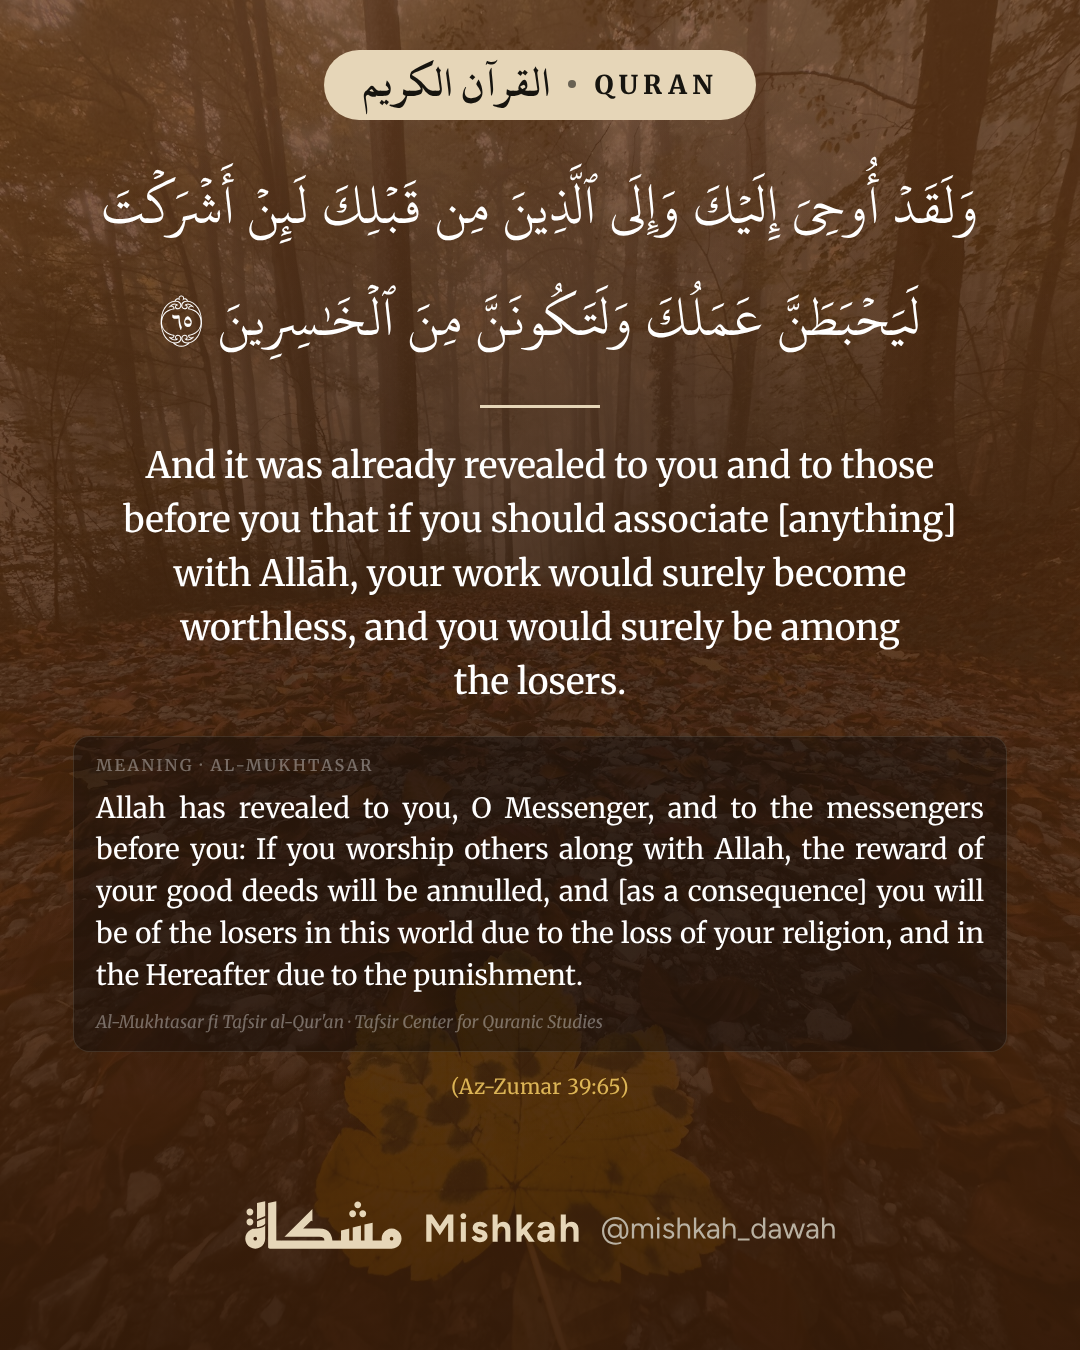 القرآن الكريم • QURAN
وَلَقَدْ أُوحِىَ إِلَيْكَ وَإِلَى ٱلَّذِينَ مِن قَبْلِكَ لَئِنْ أَشْرَكْتَ
لَيَحْبَطَنَّ عَمَلُكَ وَلَتَكُونَنَّ مِنَ ٱلْخَـٰسِرِينَ ٦٥
And it was already revealed to you and to those
before you that if you should associate [anything]
with Allāh, your work would surely become
worthless, and you would surely be among
the losers.
MEANING · AL-MUKHTASAR
Allah has revealed to you, O Messenger, and to the messengers
before you: If you worship others along with Allah, the reward of
your good deeds will be annulled, and [as a consequence] you will
be of the losers in this world due to the loss of your religion, and in
the Hereafter due to the punishment.
Al-Mukhtasar fi Tafsir al-Qur'an · Tafsir Center for Quranic Studies
(Az-Zumar 39:65)
مشكاة Mishkah @mishkah_dawah